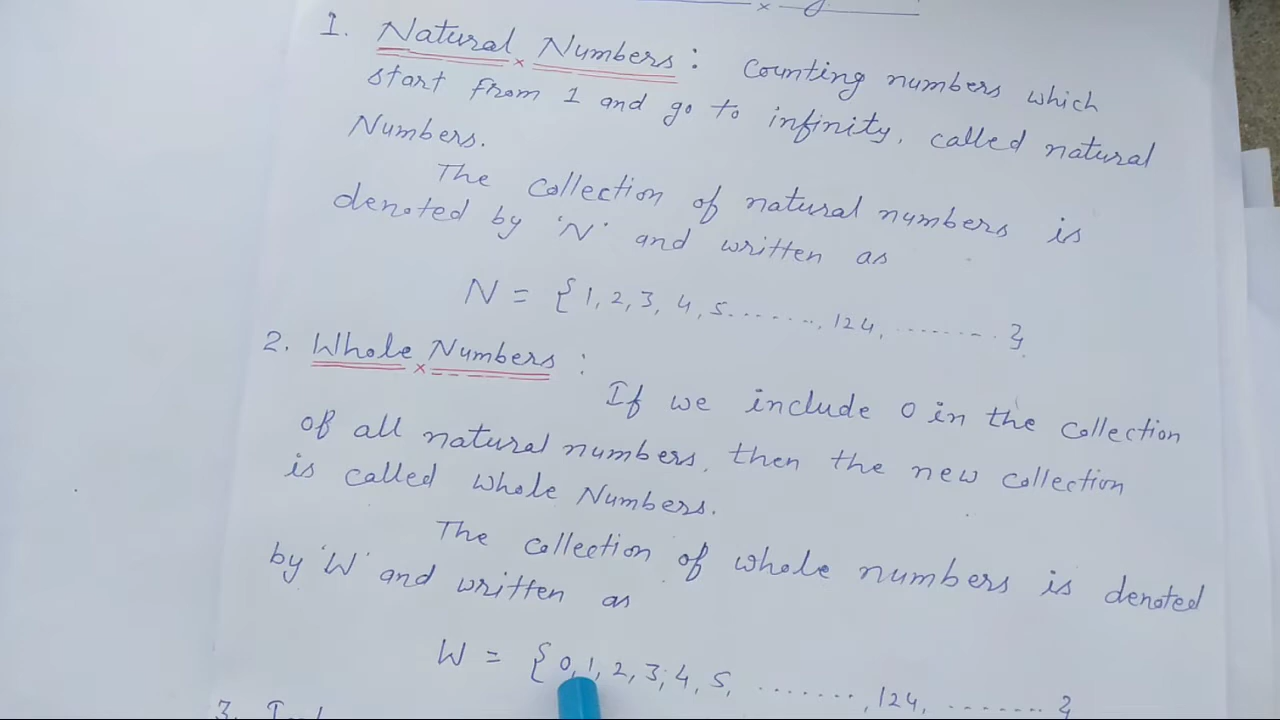 1. Natural Numbers : Counting numbers which
start from 1 and go to infinity, called natural
Numbers.
The collection of natural numbers is
denoted by 'N' and written as
N = {1, 2, 3, 4, 5........, 124, ......... }
2. Whole Numbers :
If we include 0 in the collection
of all natural numbers, then the new collection
is called whole Numbers.
The collection of whole numbers is denoted
by 'W' and written as
W = {0, 1, 2, 3, 4, 5, ........, 124, ........ }
3.